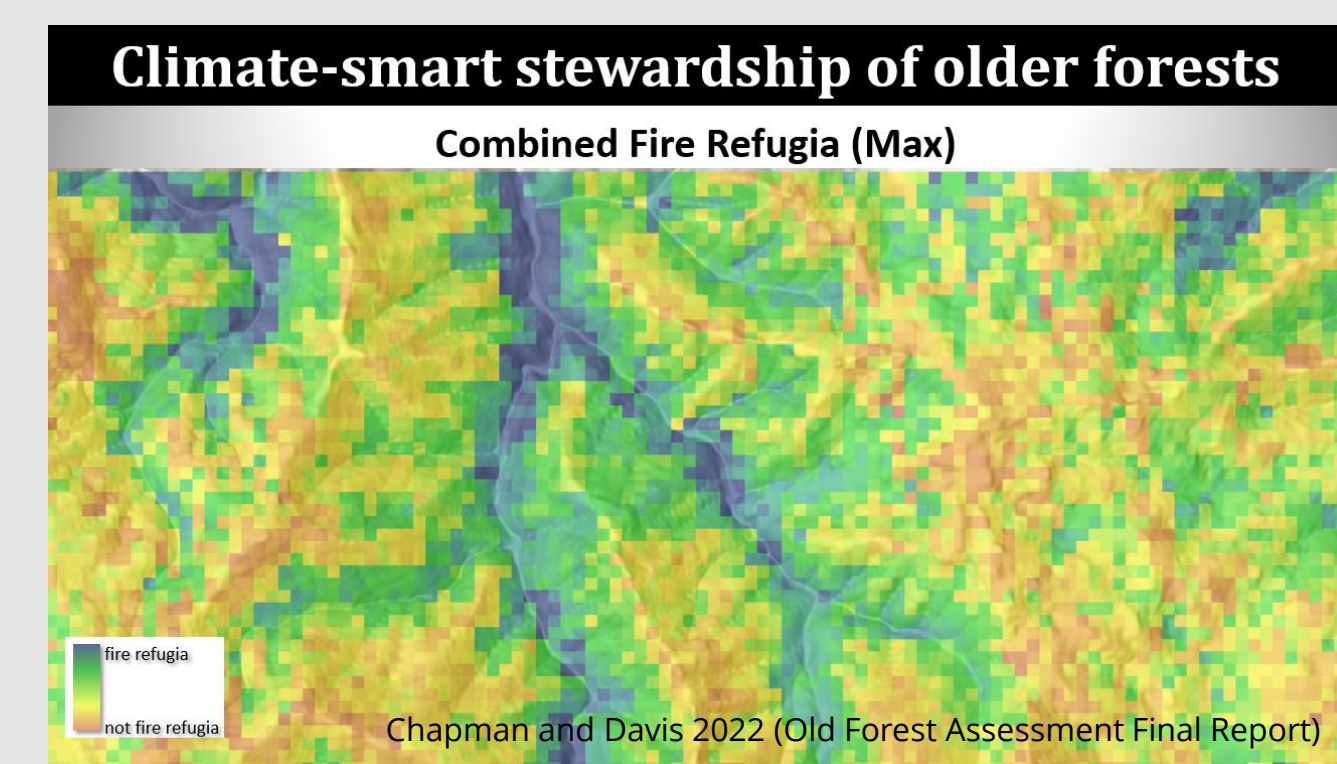 Climate-smart stewardship of older forests
Combined Fire Refugia (Max)
fire refugia
not fire refugia
Chapman and Davis 2022 (Old Forest Assessment Final Report)